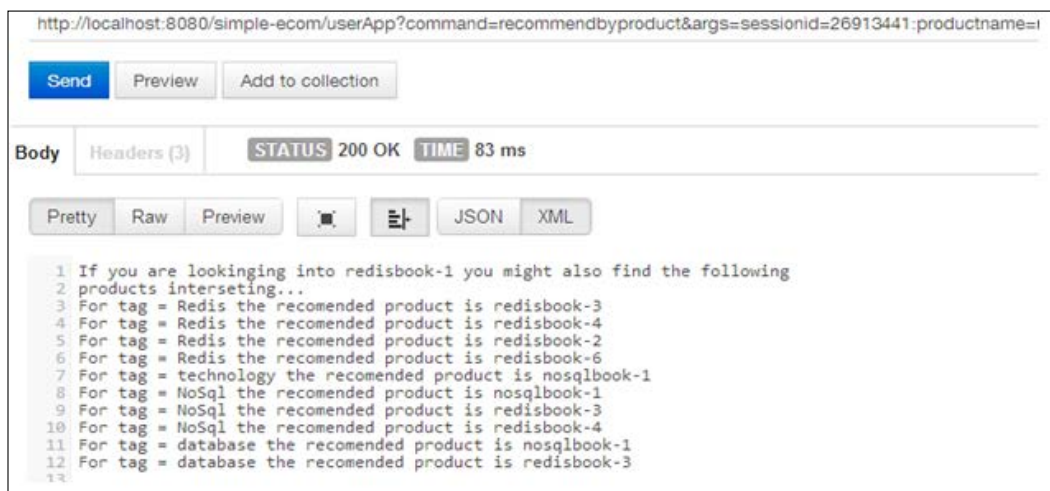 http://localhost:8080/simple-ecom/userApp?command=recommendbyproduct&args=sessionid=26913441:productname=
Send Preview Add to collection
Body Headers (3) STATUS 200 OK TIME 83 ms
Pretty Raw Preview JSON XML
1 If you are lookinging into redisbook-1 you might also find the following
2 products interseting...
3 For tag = Redis the recomended product is redisbook-3
4 For tag = Redis the recomended product is redisbook-4
5 For tag = Redis the recomended product is redisbook-2
6 For tag = Redis the recomended product is redisbook-6
7 For tag = technology the recomended product is nosqlbook-1
8 For tag = NoSql the recomended product is nosqlbook-1
9 For tag = NoSql the recomended product is redisbook-3
10 For tag = NoSql the recomended product is redisbook-4
11 For tag = database the recomended product is nosqlbook-1
12 For tag = database the recomended product is redisbook-3
13